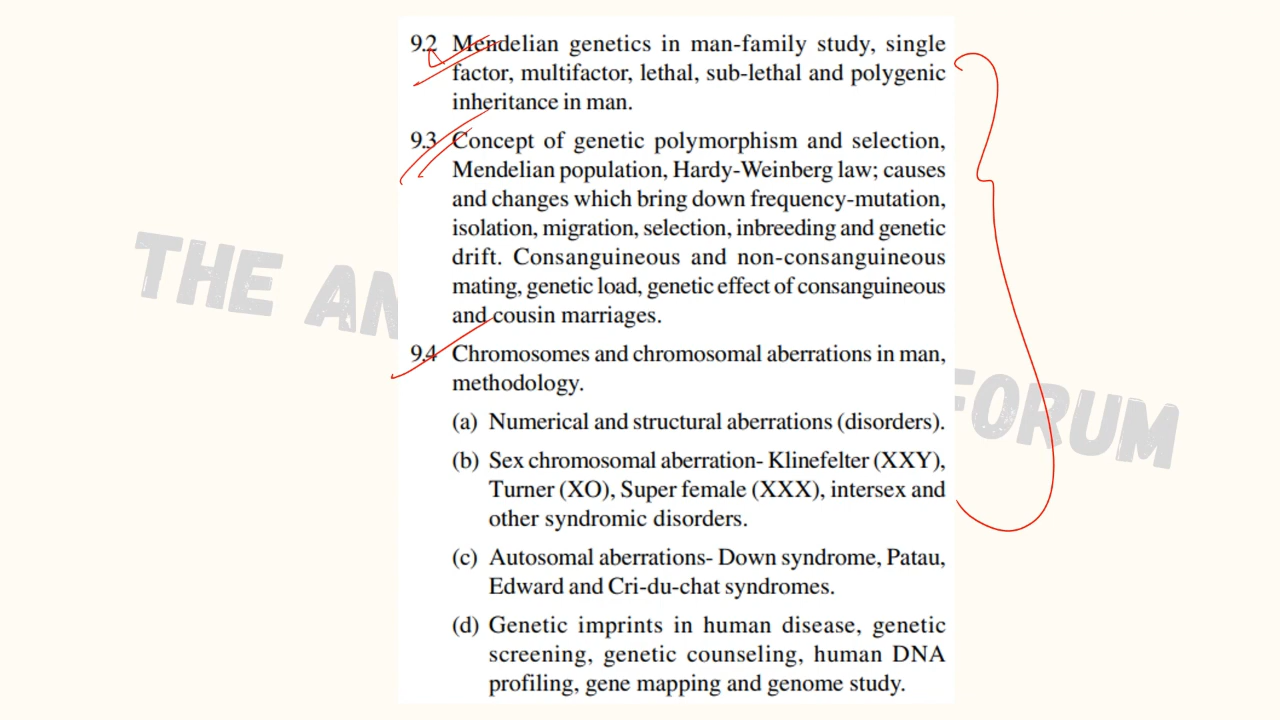 9.2 Mendelian genetics in man-family study, single
factor, multifactor, lethal, sub-lethal and polygenic
inheritance in man.
9.3 Concept of genetic polymorphism and selection,
Mendelian population, Hardy-Weinberg law; causes
and changes which bring down frequency-mutation,
isolation, migration, selection, inbreeding and genetic
drift. Consanguineous and non-consanguineous
mating, genetic load, genetic effect of consanguineous
and cousin marriages.
9.4 Chromosomes and chromosomal aberrations in man,
methodology.
(a) Numerical and structural aberrations (disorders).
(b) Sex chromosomal aberration- Klinefelter (XXY),
Turner (XO), Super female (XXX), intersex and
other syndromic disorders.
(c) Autosomal aberrations- Down syndrome, Patau,
Edward and Cri-du-chat syndromes.
(d) Genetic imprints in human disease, genetic
screening, genetic counseling, human DNA
profiling, gene mapping and genome study.
THE AN
FORUM